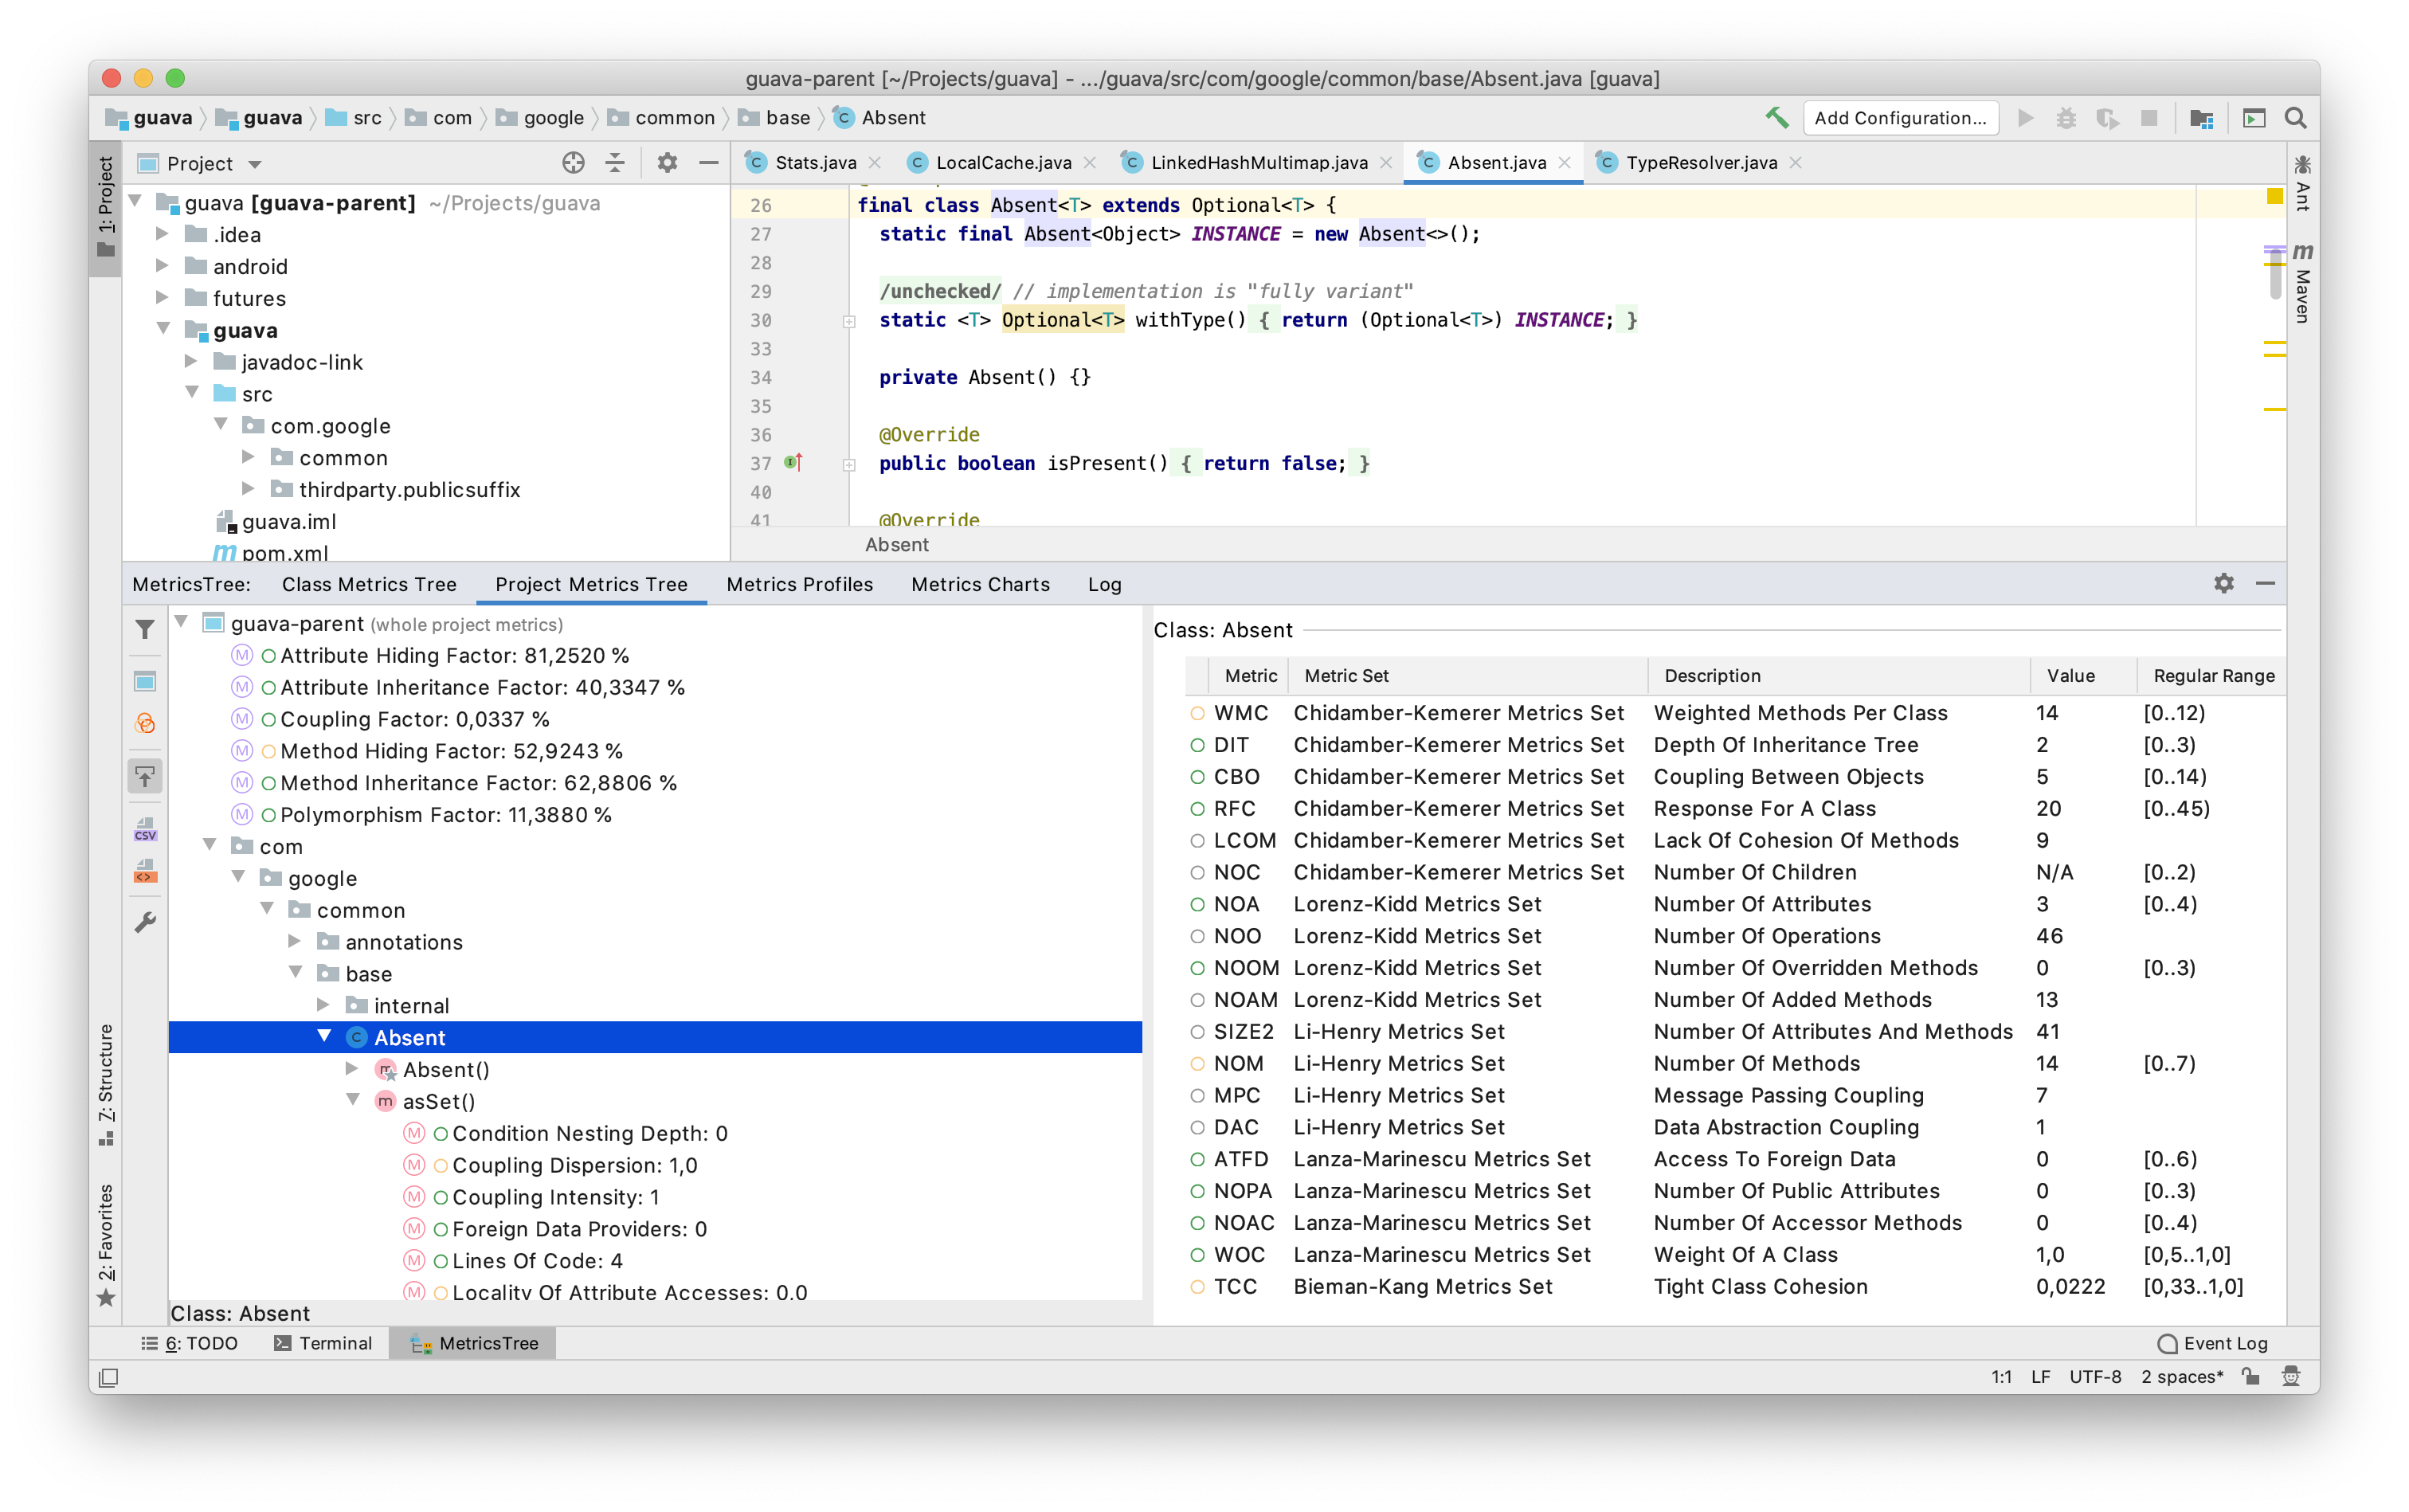 guava-parent [~/Projects/guava] - .../guava/src/com/google/common/base/Absent.java [guava]
guava guava src com google common base Absent
Add Configuration...
1: Project
Project
guava [guava-parent] ~/Projects/guava
.idea
android
futures
guava
javadoc-link
src
com.google
common
thirdparty.publicsuffix
guava.iml
pom.xml
Stats.java LocalCache.java LinkedHashMultimap.java Absent.java TypeResolver.java
26 final class Absent<T> extends Optional<T> {
27 static final Absent<Object> INSTANCE = new Absent<>();
28
29 /unchecked/ // implementation is "fully variant"
30 static <T> Optional<T> withType() { return (Optional<T>) INSTANCE; }
33
34 private Absent() {}
35
36 @Override
37 public boolean isPresent() { return false; }
40
41 @Override
Absent
Ant
Maven
MetricsTree: Class Metrics Tree Project Metrics Tree Metrics Profiles Metrics Charts Log
guava-parent (whole project metrics)
Attribute Hiding Factor: 81,2520 %
Attribute Inheritance Factor: 40,3347 %
Coupling Factor: 0,0337 %
Method Hiding Factor: 52,9243 %
Method Inheritance Factor: 62,8806 %
Polymorphism Factor: 11,3880 %
com
google
common
annotations
base
internal
Absent
Absent()
asSet()
Condition Nesting Depth: 0
Coupling Dispersion: 1,0
Coupling Intensity: 1
Foreign Data Providers: 0
Lines Of Code: 4
Locality Of Attribute Accesses: 0.0
Class: Absent
CSV
7: Structure
2: Favorites
Class: Absent
Metric Metric Set Description Value Regular Range
WMC Chidamber-Kemerer Metrics Set Weighted Methods Per Class 14 [0..12)
DIT Chidamber-Kemerer Metrics Set Depth Of Inheritance Tree 2 [0..3)
CBO Chidamber-Kemerer Metrics Set Coupling Between Objects 5 [0..14)
RFC Chidamber-Kemerer Metrics Set Response For A Class 20 [0..45)
LCOM Chidamber-Kemerer Metrics Set Lack Of Cohesion Of Methods 9
NOC Chidamber-Kemerer Metrics Set Number Of Children N/A [0..2)
NOA Lorenz-Kidd Metrics Set Number Of Attributes 3 [0..4)
NOO Lorenz-Kidd Metrics Set Number Of Operations 46
NOOM Lorenz-Kidd Metrics Set Number Of Overridden Methods 0 [0..3)
NOAM Lorenz-Kidd Metrics Set Number Of Added Methods 13
SIZE2 Li-Henry Metrics Set Number Of Attributes And Methods 41
NOM Li-Henry Metrics Set Number Of Methods 14 [0..7)
MPC Li-Henry Metrics Set Message Passing Coupling 7
DAC Li-Henry Metrics Set Data Abstraction Coupling 1
ATFD Lanza-Marinescu Metrics Set Access To Foreign Data 0 [0..6)
NOPA Lanza-Marinescu Metrics Set Number Of Public Attributes 0 [0..3)
NOAC Lanza-Marinescu Metrics Set Number Of Accessor Methods 0 [0..4)
WOC Lanza-Marinescu Metrics Set Weight Of A Class 1,0 [0,5..1,0]
TCC Bieman-Kang Metrics Set Tight Class Cohesion 0,0222 [0,33..1,0]
6: TODO Terminal MetricsTree Event Log
1:1 LF UTF-8 2 spaces*